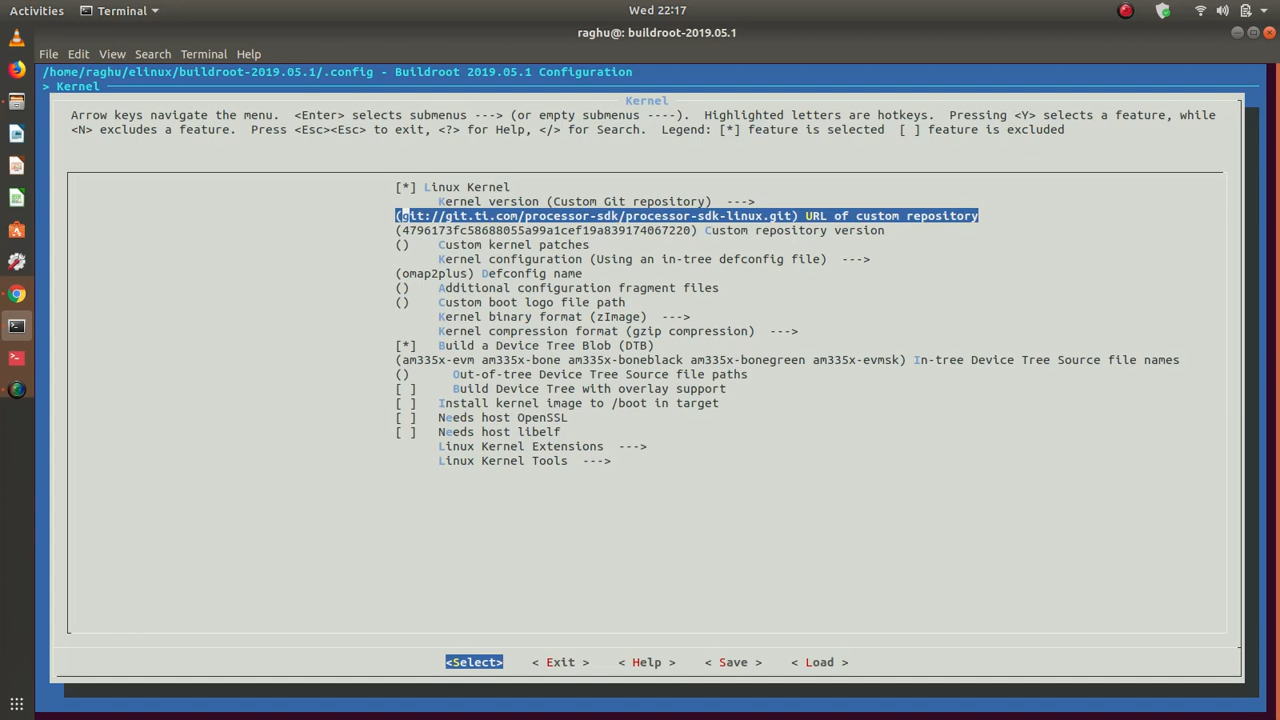 Activities Terminal Wed 22:17
raghu@: buildroot-2019.05.1
File Edit View Search Terminal Help
/home/raghu/elinux/buildroot-2019.05.1/.config - Buildroot 2019.05.1 Configuration
> Kernel
Kernel
Arrow keys navigate the menu. <Enter> selects submenus ---> (or empty submenus ----). Highlighted letters are hotkeys. Pressing <Y> selects a feature, while
<N> excludes a feature. Press <Esc><Esc> to exit, <?> for Help, </> for Search. Legend: [*] feature is selected [ ] feature is excluded
[*] Linux Kernel
Kernel version (Custom Git repository) --->
(git://git.ti.com/processor-sdk/processor-sdk-linux.git) URL of custom repository
(4796173fc58688055a99a1cef19a839174067220) Custom repository version
() Custom kernel patches
Kernel configuration (Using an in-tree defconfig file) --->
(omap2plus) Defconfig name
() Additional configuration fragment files
() Custom boot logo file path
Kernel binary format (zImage) --->
Kernel compression format (gzip compression) --->
[*] Build a Device Tree Blob (DTB)
(am335x-evm am335x-bone am335x-boneblack am335x-bonegreen am335x-evmsk) In-tree Device Tree Source file names
() Out-of-tree Device Tree Source file paths
[ ] Build Device Tree with overlay support
[ ] Install kernel image to /boot in target
[ ] Needs host OpenSSL
[ ] Needs host libelf
Linux Kernel Extensions --->
Linux Kernel Tools --->
<Select> < Exit > < Help > < Save > < Load >